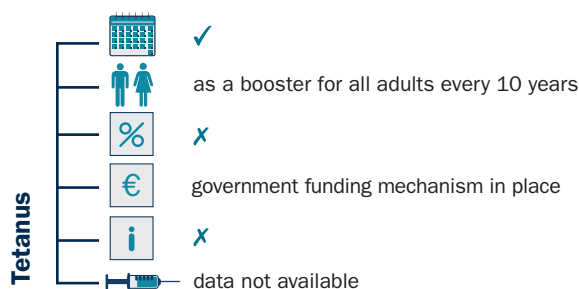 ✓
as a booster for all adults every 10 years
%
✗
€
government funding mechanism in place
i
✗
data not available
Tetanus